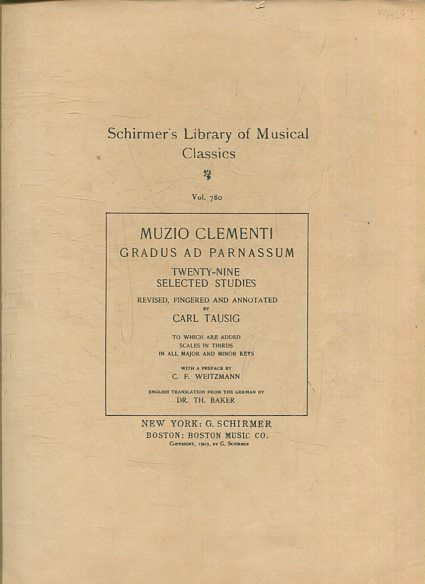 Schirmer's Library of Musical
Classics
Vol. 780
MUZIO CLEMENTI
GRADUS AD PARNASSUM
TWENTY-NINE
SELECTED STUDIES
REVISED, FINGERED AND ANNOTATED
BY
CARL TAUSIG
TO WHICH ARE ADDED
SCALES IN THIRDS
IN ALL MAJOR AND MINOR KEYS
WITH A PREFACE BY
C. F. WEITZMANN
ENGLISH TRANSLATION FROM THE GERMAN BY
DR. TH. BAKER
NEW YORK: G. SCHIRMER
BOSTON: BOSTON MUSIC CO.
Copyright, by G. Schirmer